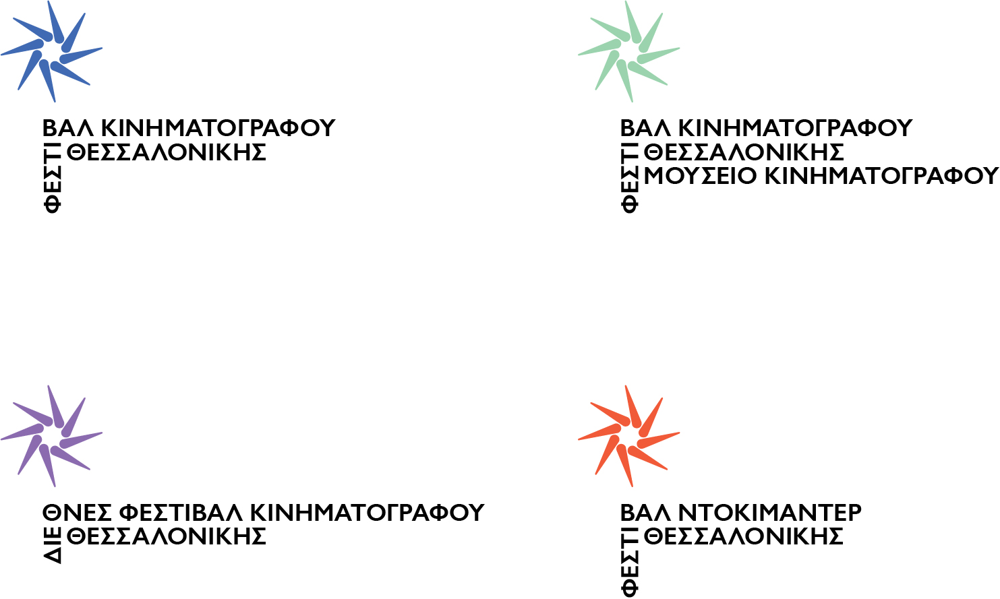 ΦΕΣΤΙ
ΒΑΛ ΚΙΝΗΜΑΤΟΓΡΑΦΟΥ
ΘΕΣΣΑΛΟΝΙΚΗΣ
ΦΕΣΤΙ
ΒΑΛ ΚΙΝΗΜΑΤΟΓΡΑΦΟΥ
ΘΕΣΣΑΛΟΝΙΚΗΣ
ΜΟΥΣΕΙΟ ΚΙΝΗΜΑΤΟΓΡΑΦΟΥ
ΔΙΕ
ΘΝΕΣ ΦΕΣΤΙΒΑΛ ΚΙΝΗΜΑΤΟΓΡΑΦΟΥ
ΘΕΣΣΑΛΟΝΙΚΗΣ
ΦΕΣΤΙ
ΒΑΛ ΝΤΟΚΙΜΑΝΤΕΡ
ΘΕΣΣΑΛΟΝΙΚΗΣ